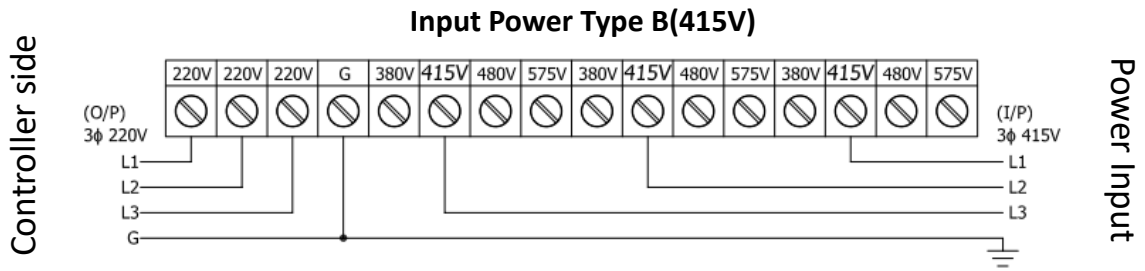 Input Power Type B(415V)
Controller side
220V 220V 220V G 380V 415V 480V 575V 380V 415V 480V 575V 380V 415V 480V 575V
(O/P)
3ϕ 220V
L1
L2
L3
G
(I/P)
3ϕ 415V
L1
L2
L3
Power Input